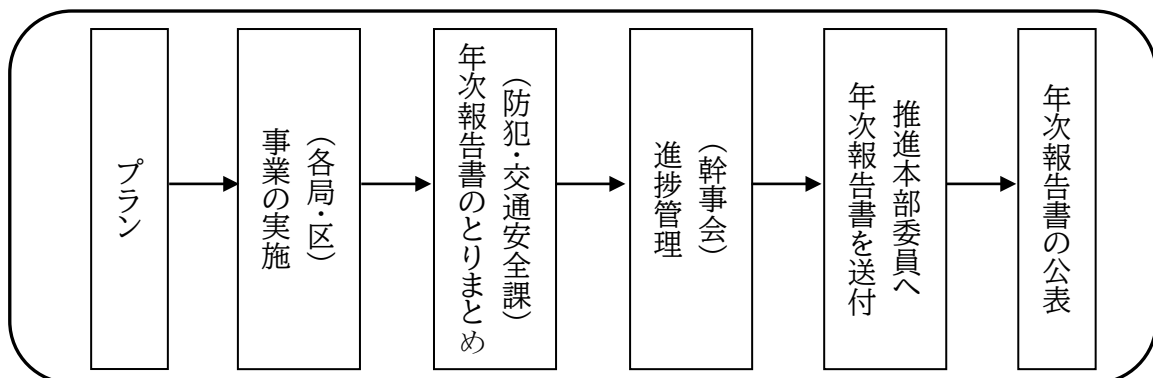 プラン
（各局・区）
事業の実施
（防犯・交通安全課）
年次報告書のとりまとめ
（幹事会）
進捗管理
推進本部委員へ
年次報告書を送付
年次報告書の公表